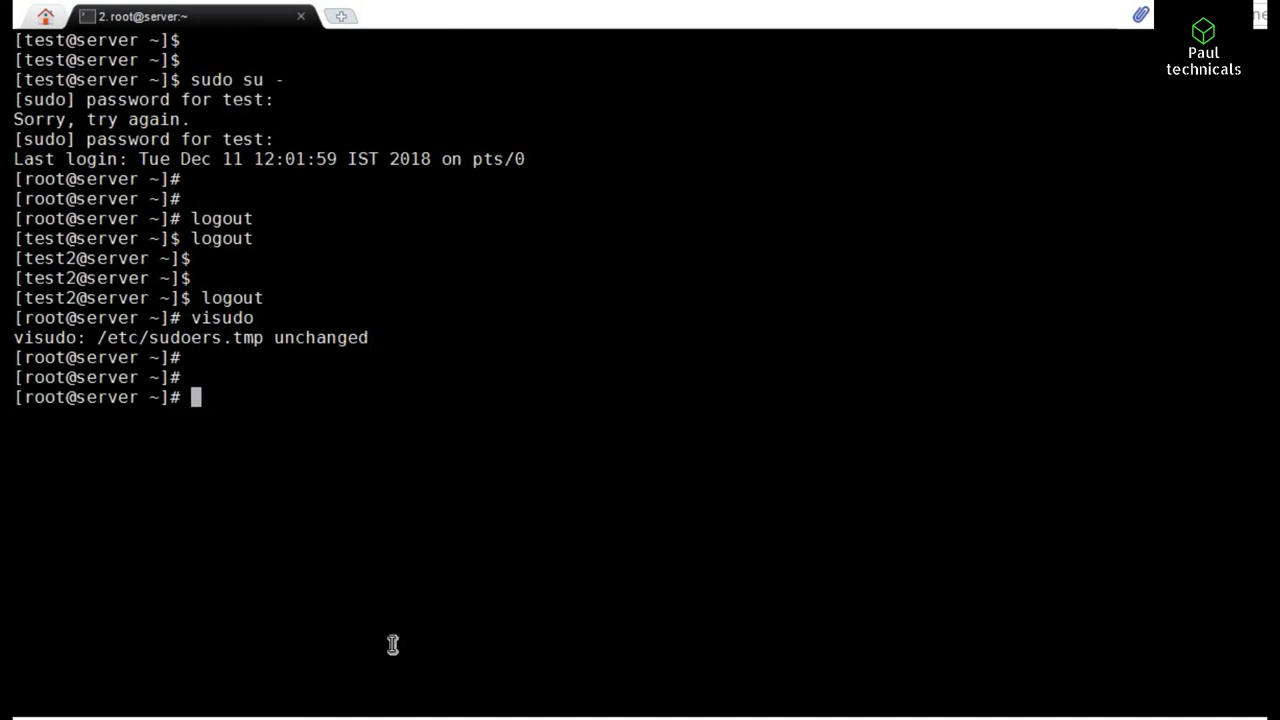 2. root@server:~
[test@server ~]$
[test@server ~]$
[test@server ~]$ sudo su -
[sudo] password for test:
Sorry, try again.
[sudo] password for test:
Last login: Tue Dec 11 12:01:59 IST 2018 on pts/0
[root@server ~]#
[root@server ~]#
[root@server ~]# logout
[test@server ~]$ logout
[test2@server ~]$
[test2@server ~]$
[test2@server ~]$ logout
[root@server ~]# visudo
visudo: /etc/sudoers.tmp unchanged
[root@server ~]#
[root@server ~]#
[root@server ~]#
Paul
technicals